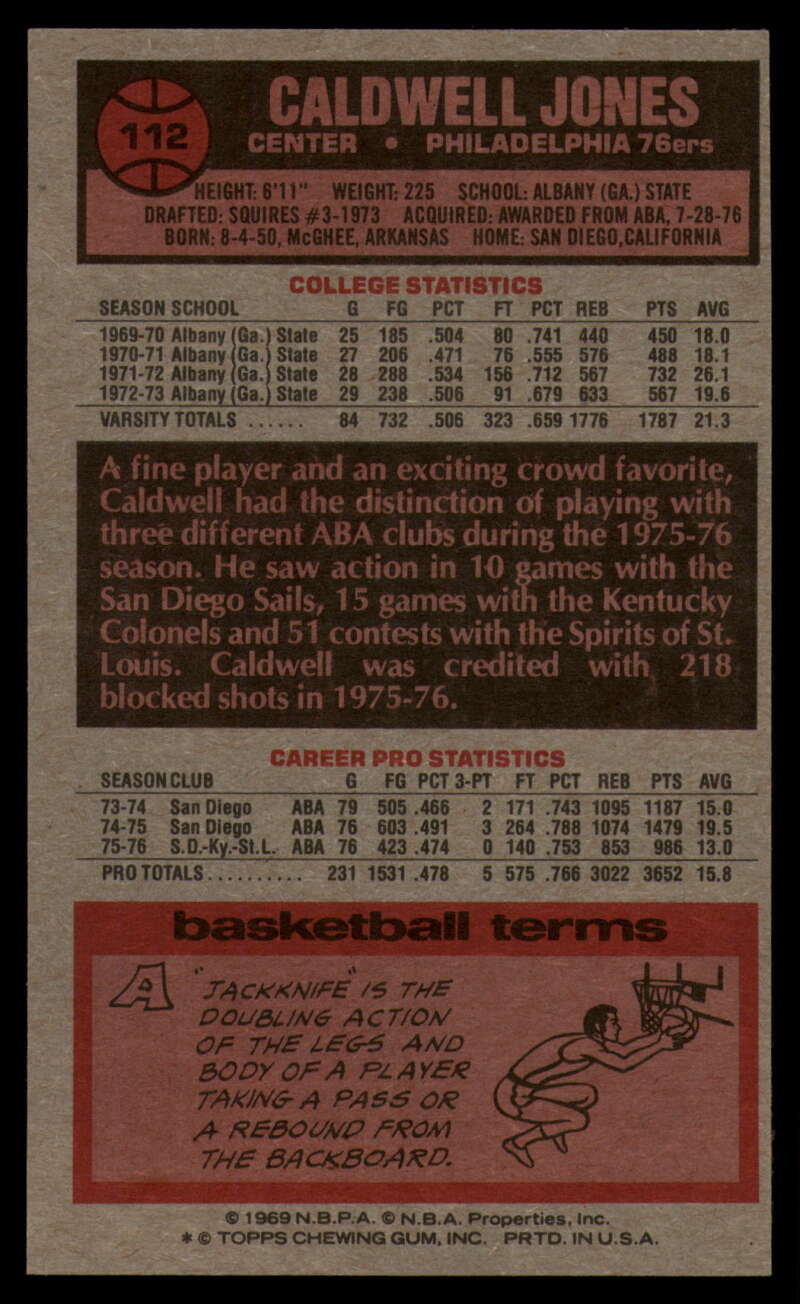 112
CALDWELL JONES
CENTER • PHILADELPHIA 76ers
HEIGHT: 6'11" WEIGHT: 225 SCHOOL: ALBANY (GA.) STATE
DRAFTED: SQUIRES #3-1973 ACQUIRED: AWARDED FROM ABA, 7-28-76
BORN: 8-4-50, McGHEE, ARKANSAS HOME: SAN DIEGO,CALIFORNIA
COLLEGE STATISTICS
SEASON SCHOOL G FG PCT FT PCT REB PTS AVG
1969-70 Albany (Ga.) State 25 185 .504 80 .741 440 450 18.0
1970-71 Albany (Ga.) State 27 206 .471 76 .555 576 488 18.1
1971-72 Albany (Ga.) State 28 288 .534 156 .712 567 732 26.1
1972-73 Albany (Ga.) State 29 238 .506 91 .679 633 567 19.6
VARSITY TOTALS ...... 84 732 .506 323 .659 1776 1787 21.3
A fine player and an exciting crowd favorite,
Caldwell had the distinction of playing with
three different ABA clubs during the 1975-76
season. He saw action in 10 games with the
San Diego Sails, 15 games with the Kentucky
Colonels and 51 contests with the Spirits of St.
Louis. Caldwell was credited with 218
blocked shots in 1975-76.
CAREER PRO STATISTICS
SEASON CLUB G FG PCT 3-PT FT PCT REB PTS AVG
73-74 San Diego ABA 79 505 .466 2 171 .743 1095 1187 15.0
74-75 San Diego ABA 76 603 .491 3 264 .788 1074 1479 19.5
75-76 S.D.-Ky.-St.L. ABA 76 423 .474 0 140 .753 853 986 13.0
PRO TOTALS.......... 231 1531 .478 5 575 .766 3022 3652 15.8
basketball terms
A "JACKKNIFE" IS THE
DOUBLING ACTION
OF THE LEGS AND
BODY OF A PLAYER
TAKING A PASS OR
A REBOUND FROM
THE BACKBOARD.
© 1969 N.B.P.A. © N.B.A. Properties, Inc.
* © TOPPS CHEWING GUM, INC. PRTD. IN U.S.A.